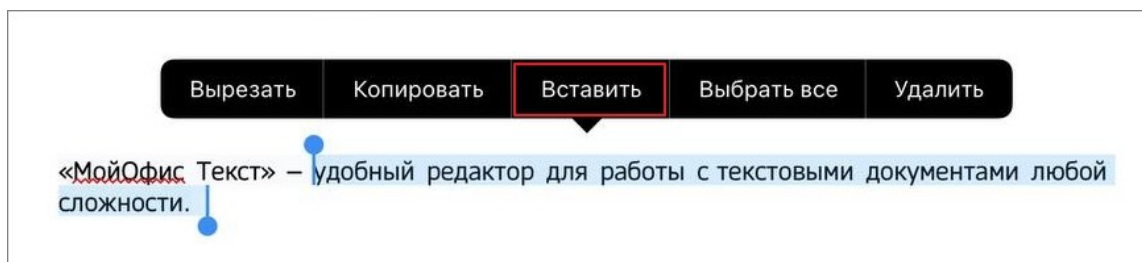 Вырезать Копировать Вставить Выбрать все Удалить
«МойОфис Текст» – удобный редактор для работы с текстовыми документами любой
сложности.